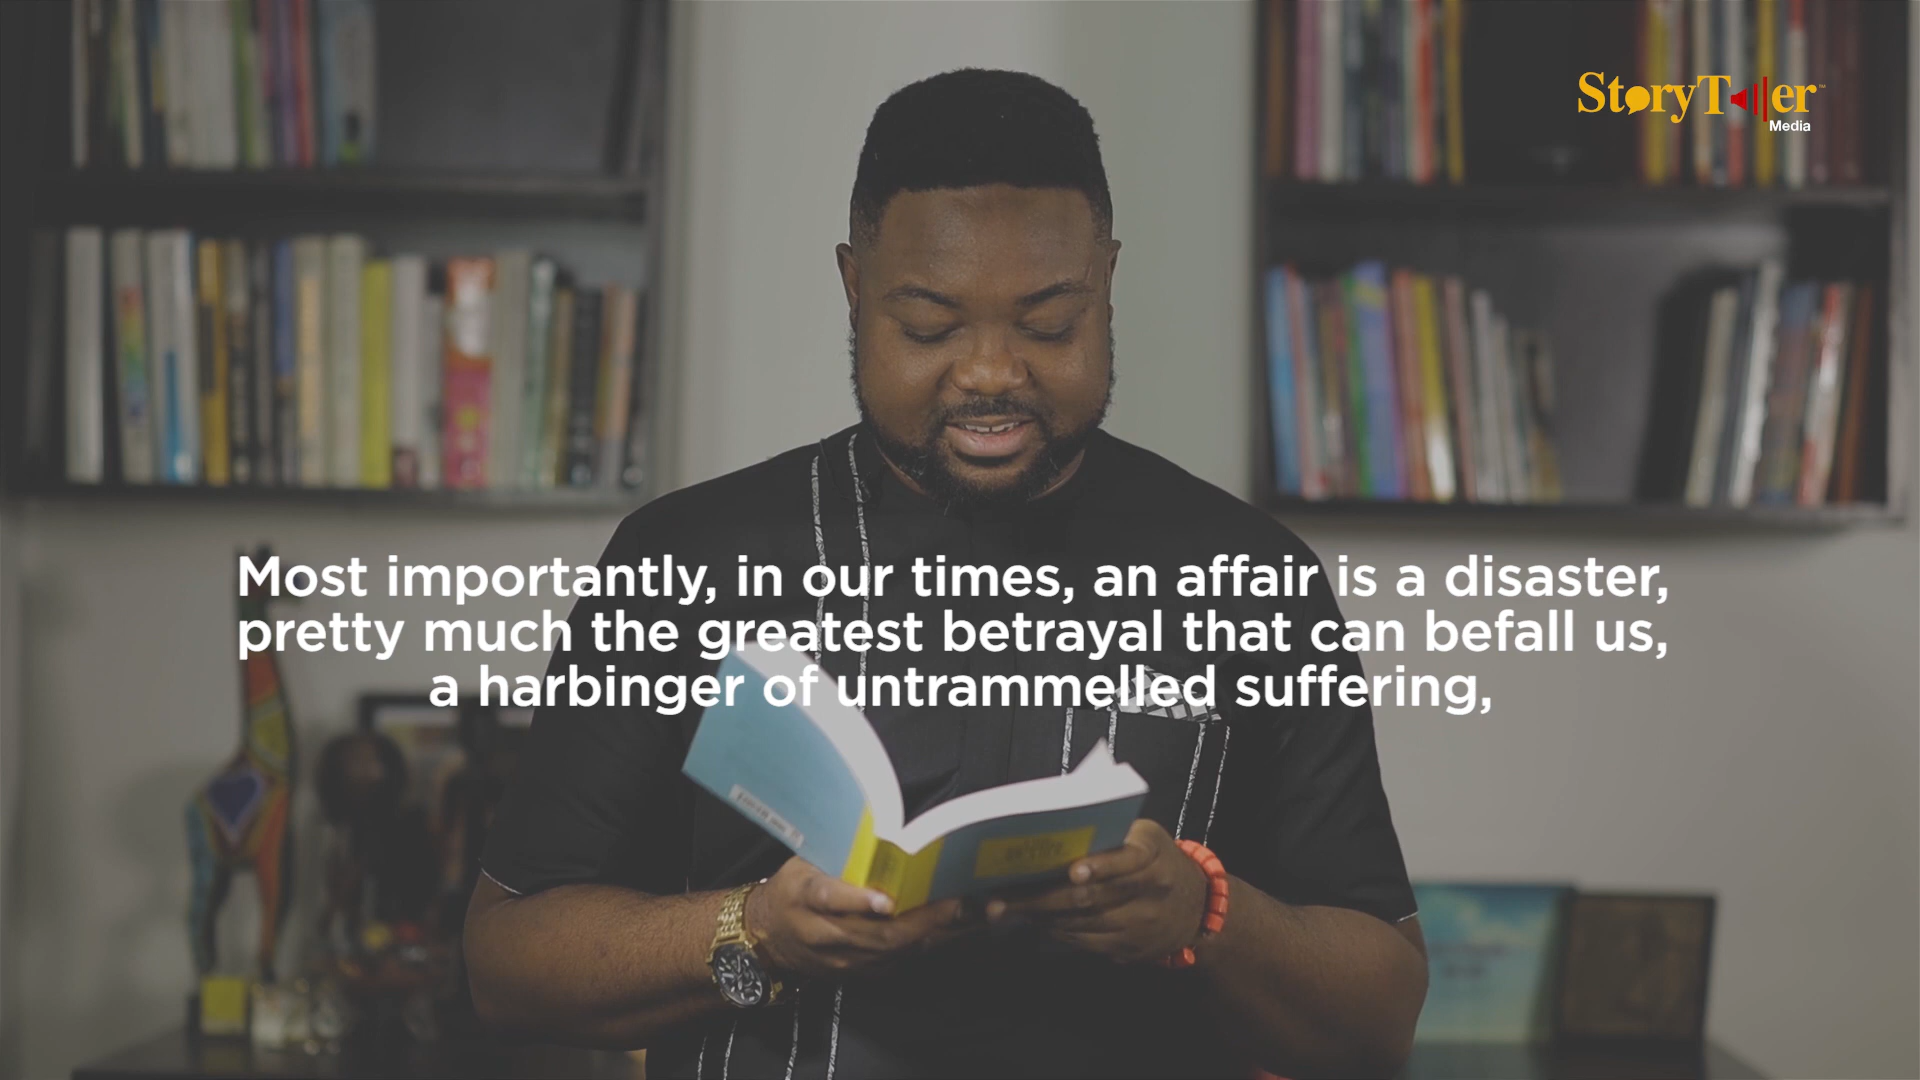 StoryTeller™
Media
Most importantly, in our times, an affair is a disaster,
pretty much the greatest betrayal that can befall us,
a harbinger of untrammelled suffering,